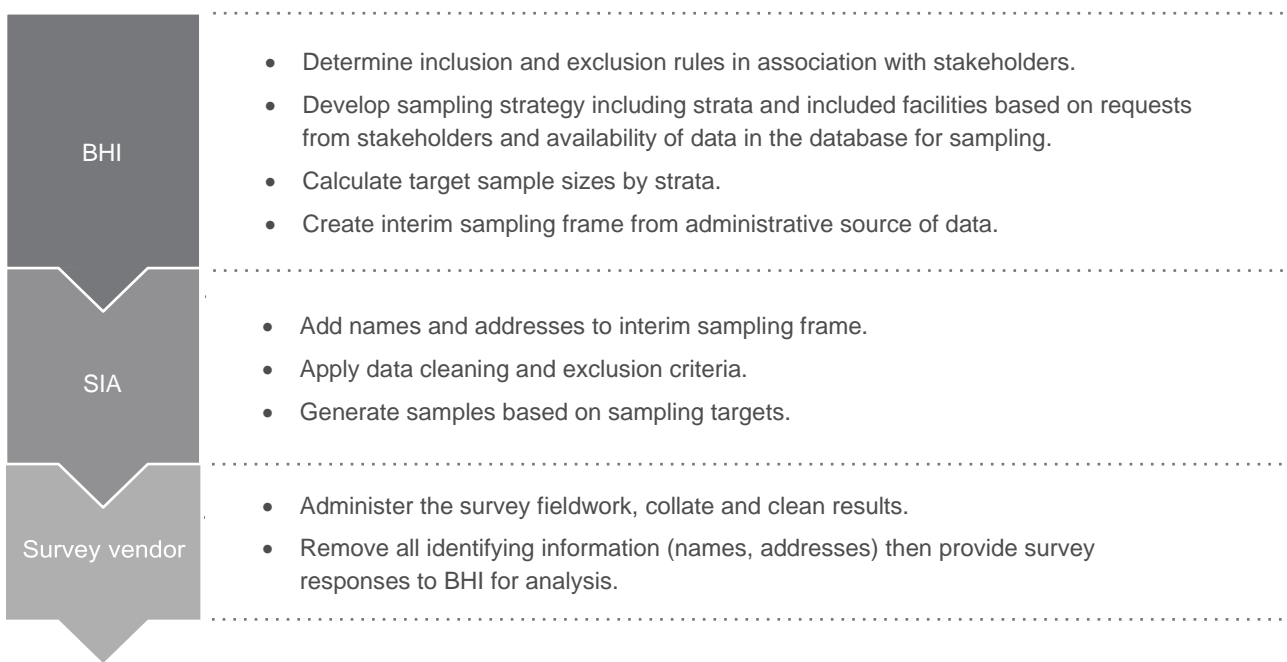 BHI
• Determine inclusion and exclusion rules in association with stakeholders.
• Develop sampling strategy including strata and included facilities based on requests
from stakeholders and availability of data in the database for sampling.
• Calculate target sample sizes by strata.
• Create interim sampling frame from administrative source of data.
SIA
• Add names and addresses to interim sampling frame.
• Apply data cleaning and exclusion criteria.
• Generate samples based on sampling targets.
Survey vendor
• Administer the survey fieldwork, collate and clean results.
• Remove all identifying information (names, addresses) then provide survey
responses to BHI for analysis.